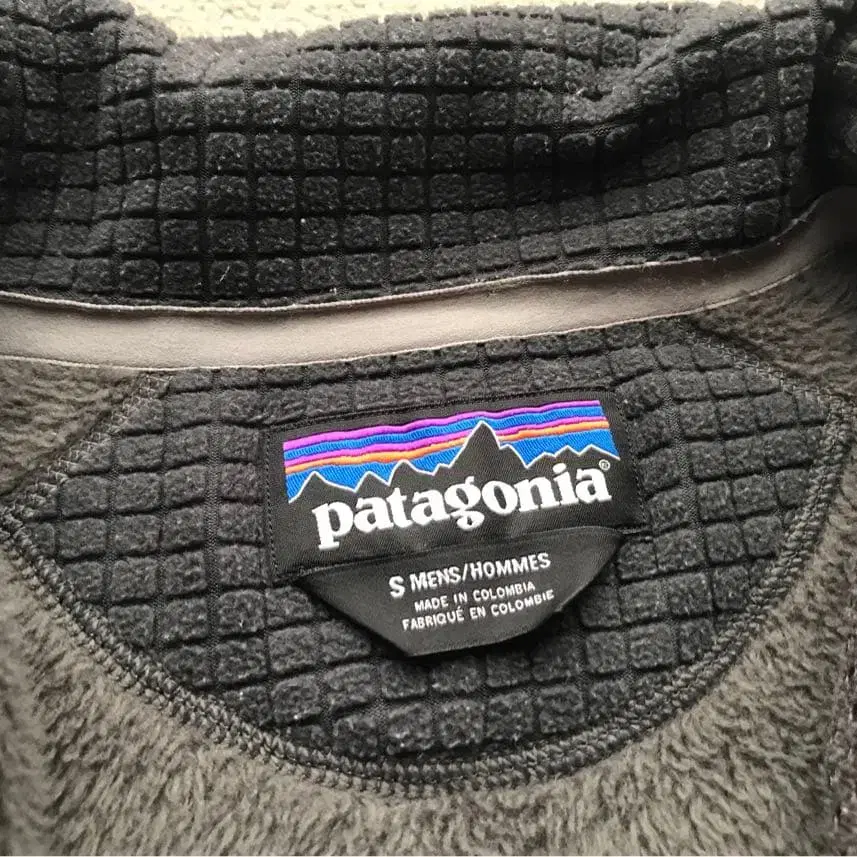 patagonia®
S MENS/HOMMES
MADE IN COLOMBIA
FABRIQUÉ EN COLOMBIE